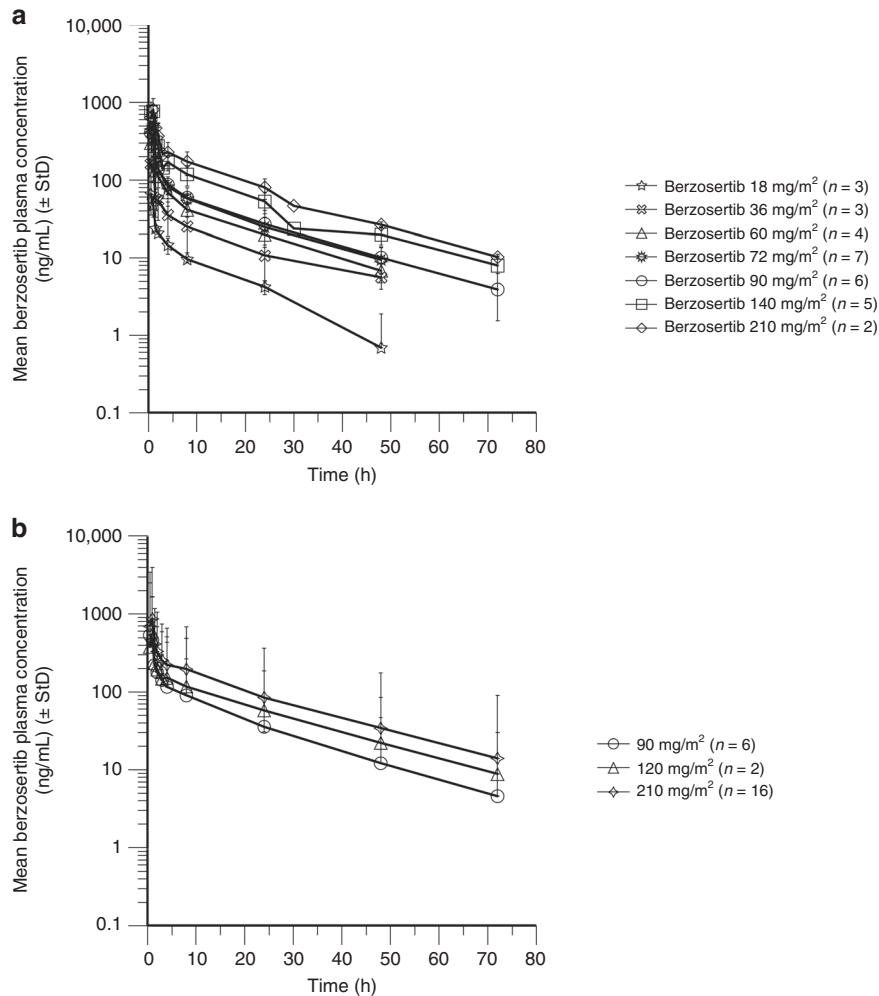 a
10,000
1000
100
10
1
0.1
Mean berzosertib plasma concentration
(ng/mL) (± StD)
0 10 20 30 40 50 60 70 80
Time (h)
Berzosertib 18 mg/m² (n = 3)
Berzosertib 36 mg/m² (n = 3)
Berzosertib 60 mg/m² (n = 4)
Berzosertib 72 mg/m² (n = 7)
Berzosertib 90 mg/m² (n = 6)
Berzosertib 140 mg/m² (n = 5)
Berzosertib 210 mg/m² (n = 2)
b
10,000
1000
100
10
1
0.1
Mean berzosertib plasma concentration
(ng/mL) (± StD)
0 10 20 30 40 50 60 70 80
Time (h)
90 mg/m² (n = 6)
120 mg/m² (n = 2)
210 mg/m² (n = 16)